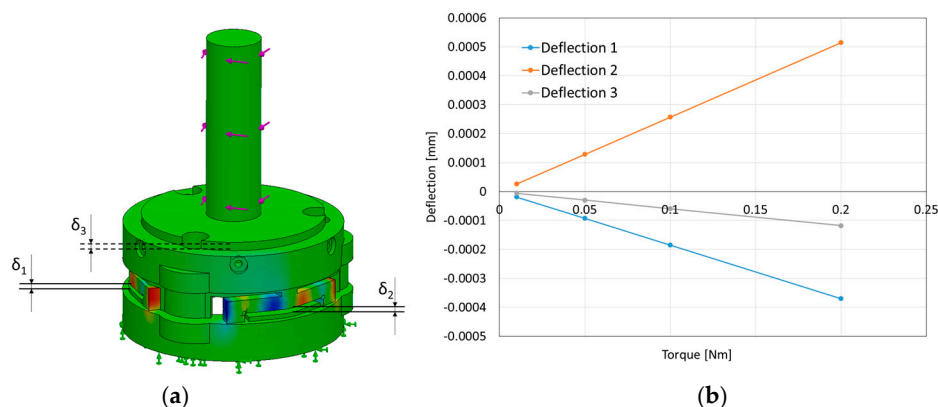 δ3
δ1
δ2
(a)
0.0006
0.0005
0.0004
0.0003
0.0002
0.0001
0
-0.0001
-0.0002
-0.0003
-0.0004
-0.0005
Deflection [mm]
Deflection 1
Deflection 2
Deflection 3
0 0.05 0.1 0.15 0.2 0.25
Torque [Nm]
(b)